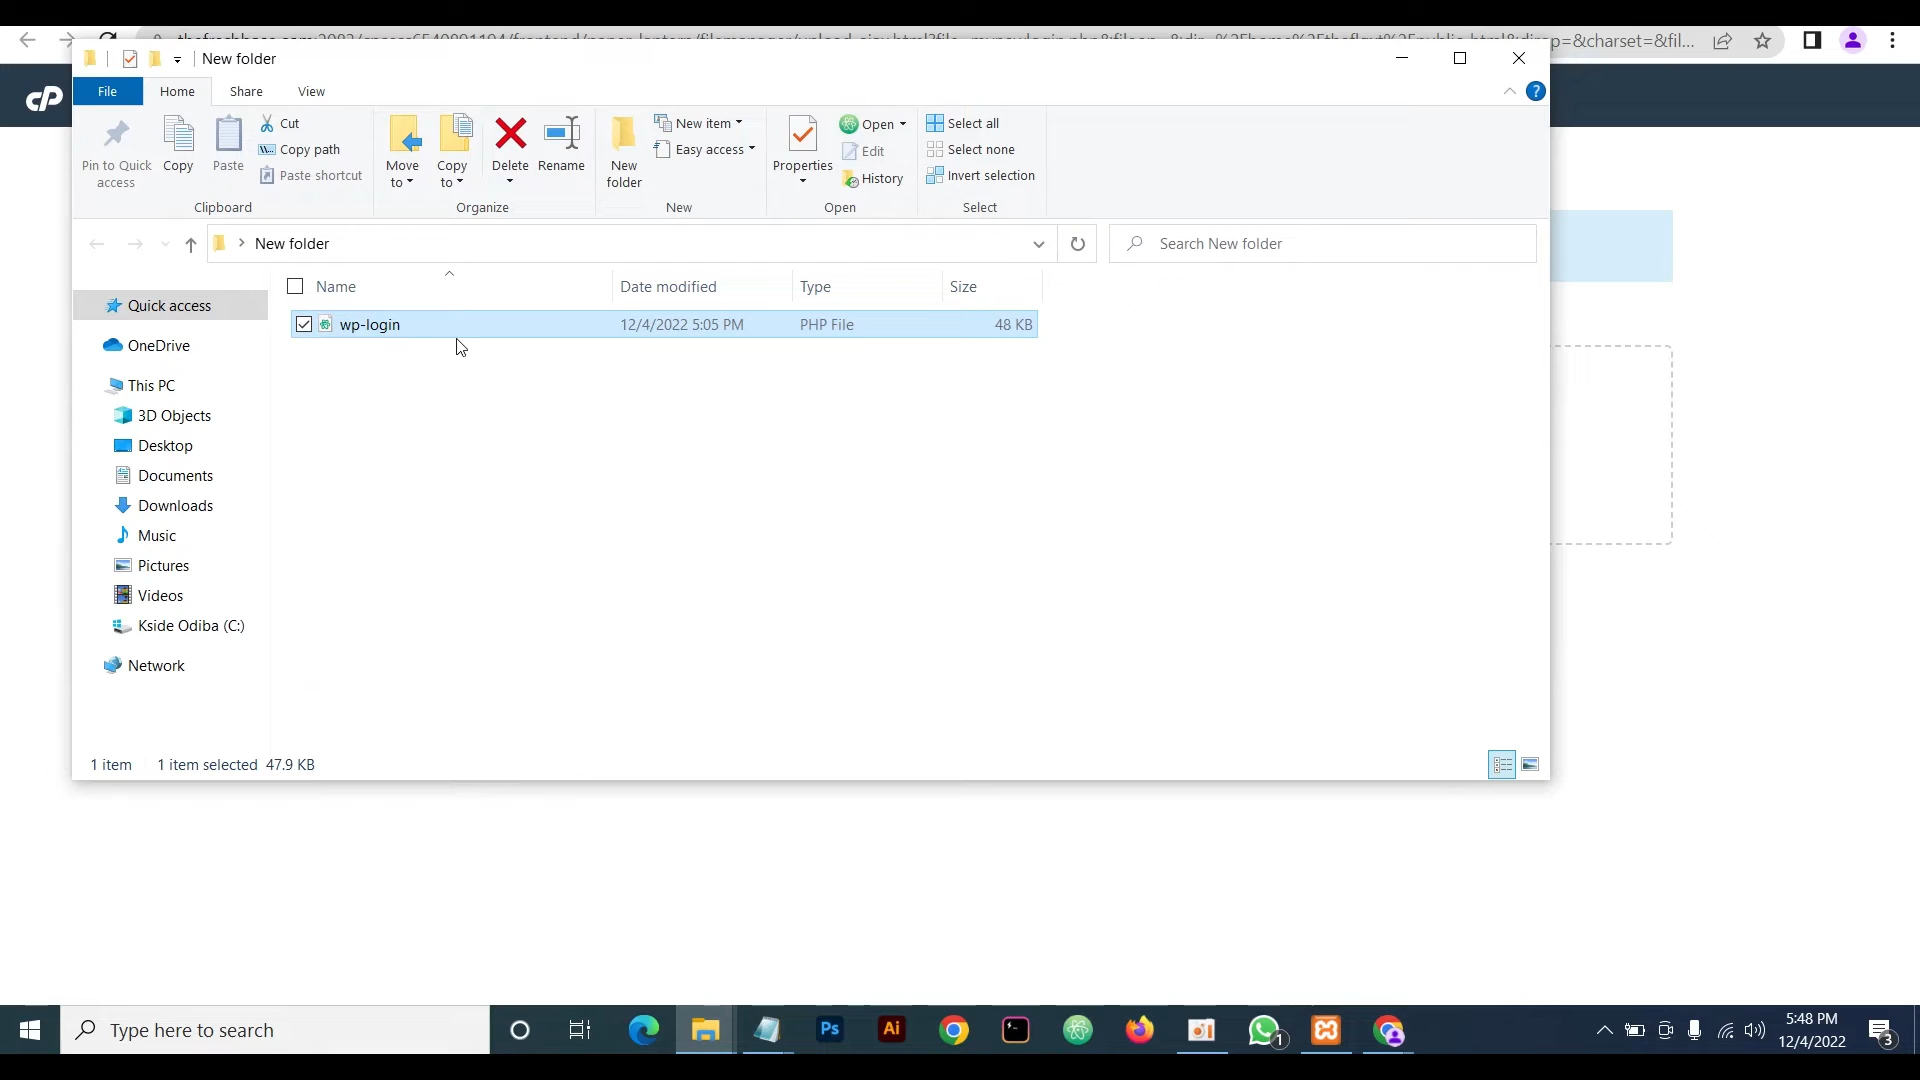 New folder
File
Home
Share
View
?
Pin to Quick access
Copy
Paste
Cut
Copy path
Paste shortcut
Clipboard
Move to
Copy to
Delete
Rename
Organize
New folder
New item
Easy access
New
Properties
Open
Edit
History
Open
Select all
Select none
Invert selection
Select
New folder
Search New folder
Name
Date modified
Type
Size
wp-login
12/4/2022 5:05 PM
PHP File
48 KB
Quick access
OneDrive
This PC
3D Objects
Desktop
Documents
Downloads
Music
Pictures
Videos
Kside Odiba (C:)
Network
1 item
1 item selected 47.9 KB
cP
Type here to search
Ps
Ai
1
5:48 PM
12/4/2022
3